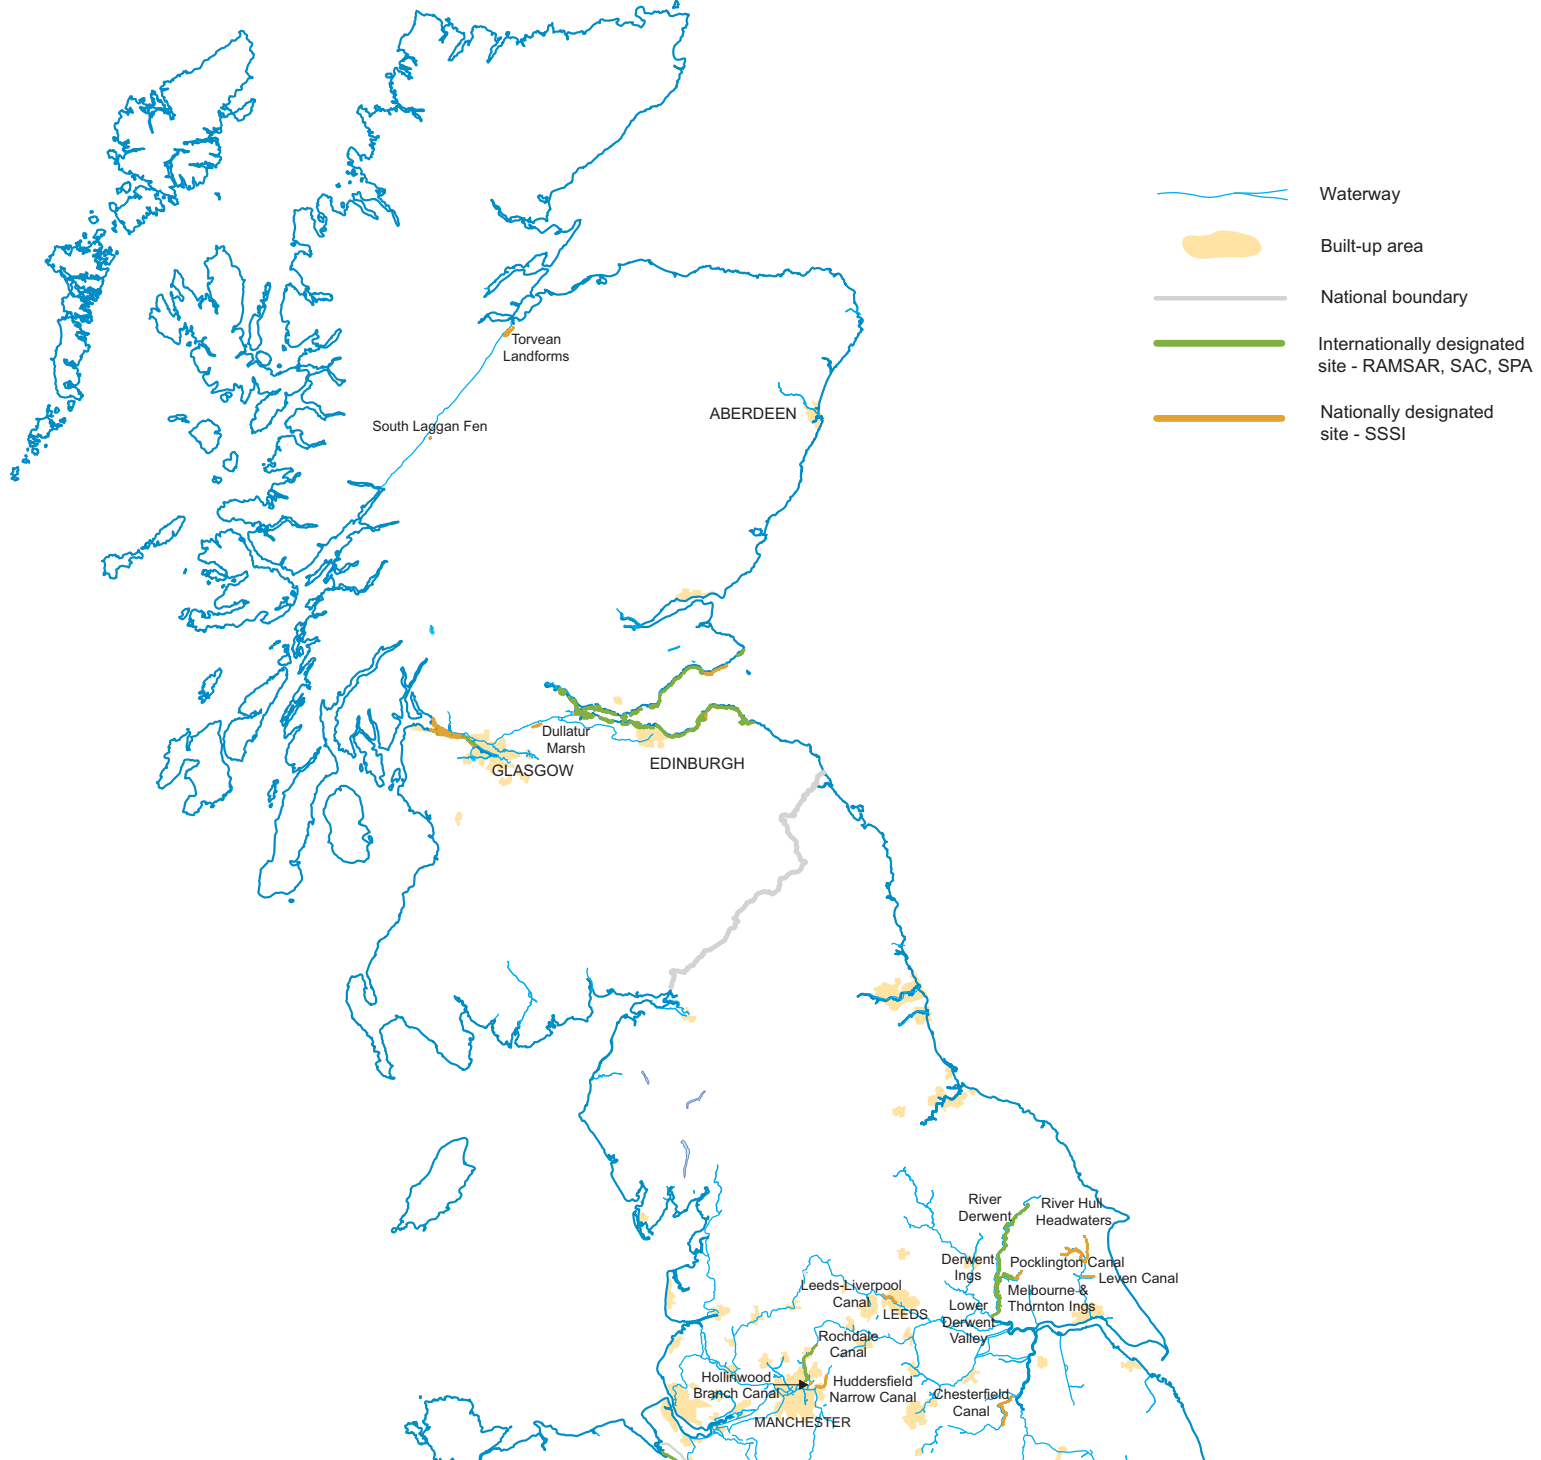 Waterway
Built-up area
National boundary
Internationally designated
site - RAMSAR, SAC, SPA
Nationally designated
site - SSSI
Torvean
Landforms
South Laggan Fen
ABERDEEN
Dullatur
Marsh
GLASGOW
EDINBURGH
River
Derwent
River Hull
Headwaters
Derwent
Ings
Pocklington Canal
Leven Canal
Melbourne &
Thornton Ings
Leeds-Liverpool
Canal
LEEDS
Lower
Derwent
Valley
Rochdale
Canal
Hollinwood
Branch Canal
Huddersfield
Narrow Canal
Chesterfield
Canal
MANCHESTER